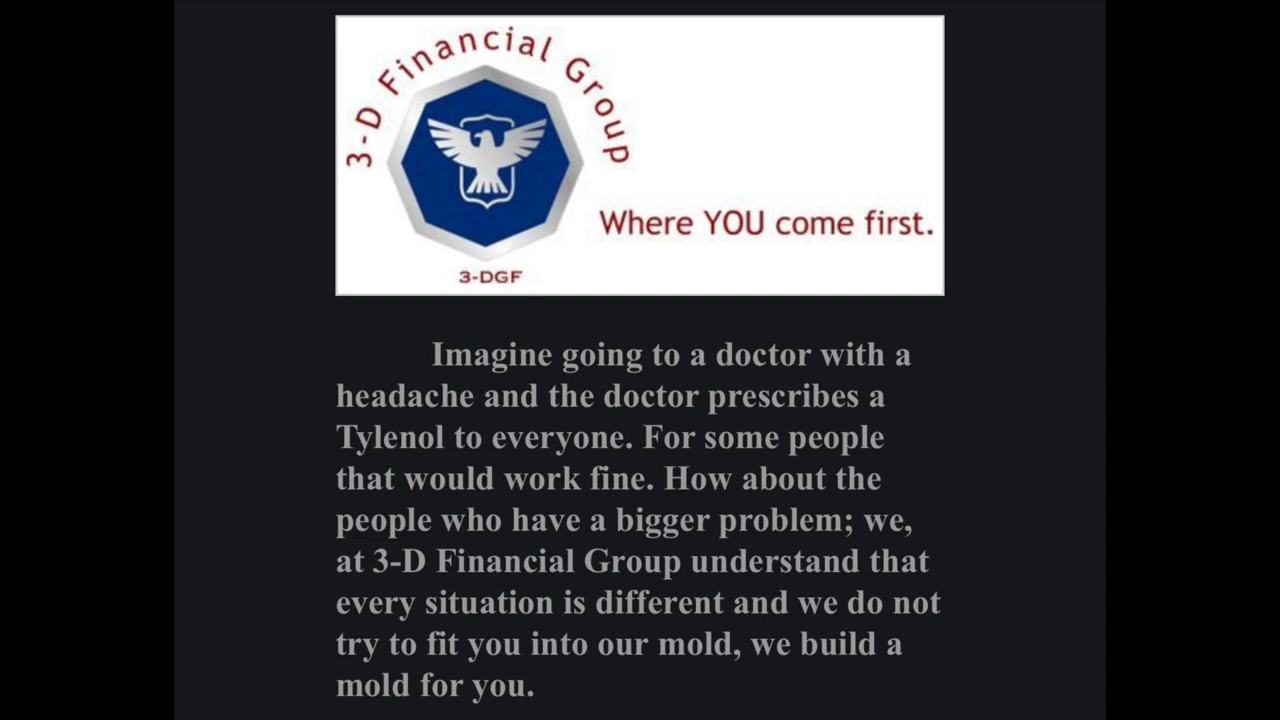 3-D Financial Group
Where YOU come first.
3-DGF
Imagine going to a doctor with a
headache and the doctor prescribes a
Tylenol to everyone. For some people
that would work fine. How about the
people who have a bigger problem; we,
at 3-D Financial Group understand that
every situation is different and we do not
try to fit you into our mold, we build a
mold for you.